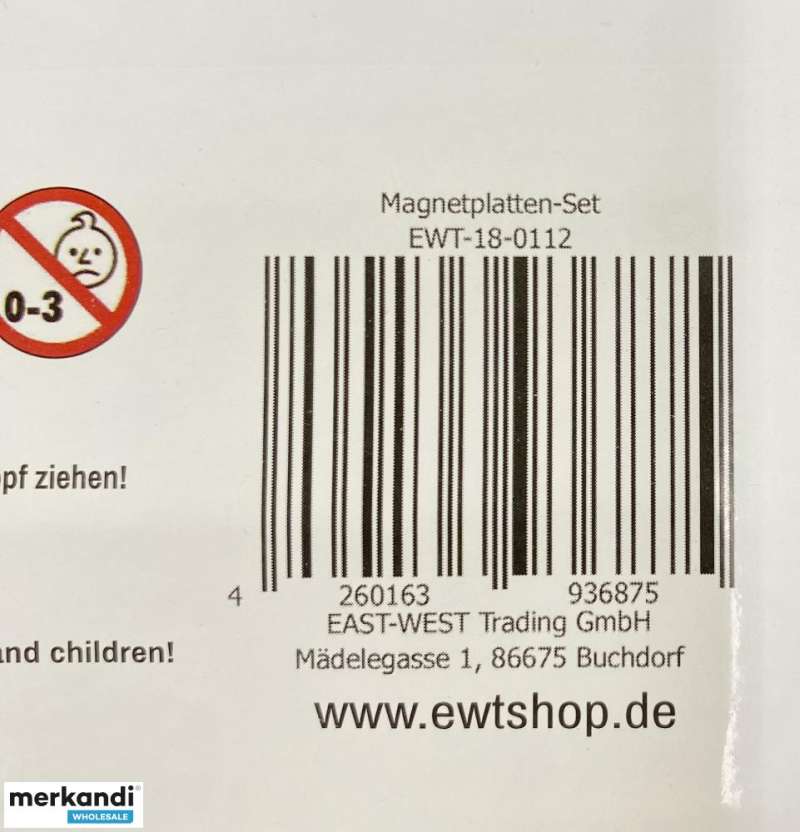 Magnetplatten-Set
EWT-18-0112
0-3
pf ziehen!
4 260163 936875
EAST-WEST Trading GmbH
and children!
Mädelegasse 1, 86675 Buchdorf
www.ewtshop.de
merkandi
WHOLESALE